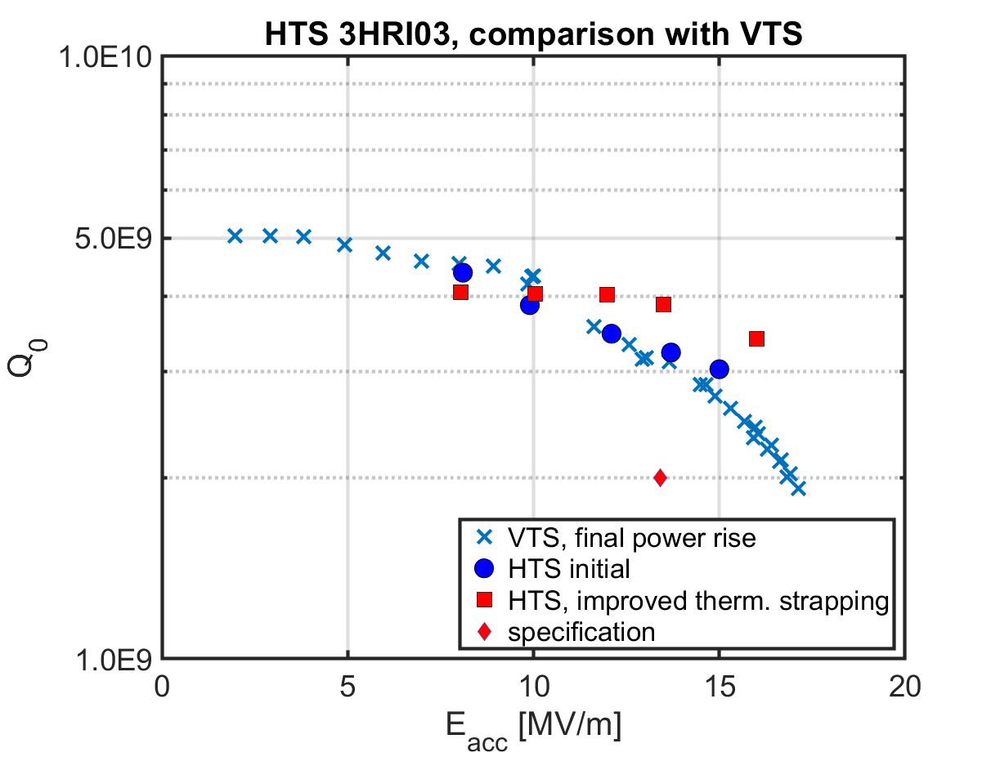 HTS 3HRI03, comparison with VTS
1.0E10
5.0E9
1.0E9
Q0
0 5 10 15 20
Eacc [MV/m]
VTS, final power rise
HTS initial
HTS, improved therm. strapping
specification